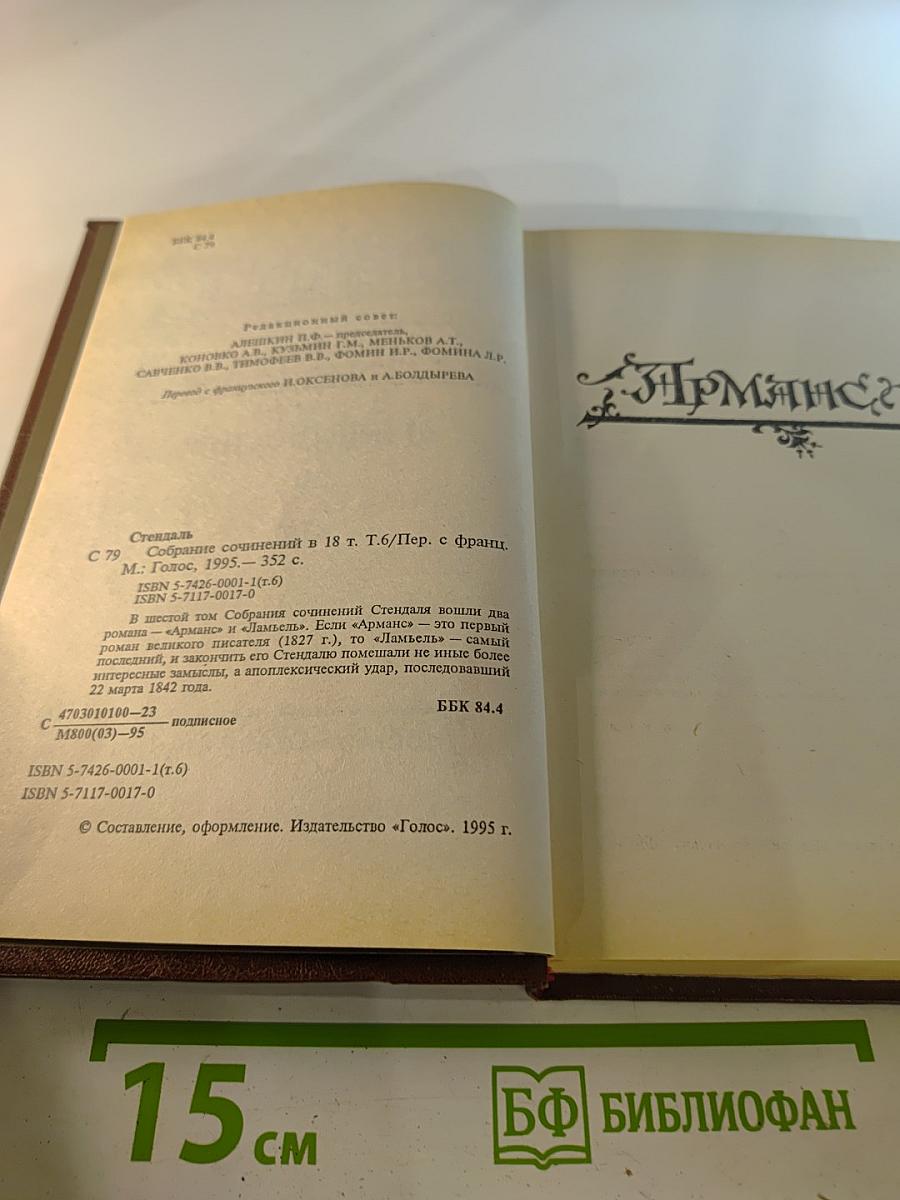 ББК 84.4
С 79
Редакционный совет:
АЛЕШКИН П.Ф.— председатель,
КОНОВКО А.В., КУЗЬМИН Г.М., МЕНЬКОВ А.Т.,
САВЧЕНКО В.В., ТИМОФЕЕВ В.В., ФОМИН И.Р., ФОМИНА Л.Р.
Перевод с французского И.ОКСЕНОВА и А.БОЛДЫРЕВА
Стендаль
С 79 Собрание сочинений в 18 т. Т.6/Пер. с франц.
М.: Голос, 1995.— 352 с.
ISBN 5-7426-0001-1(т.6)
ISBN 5-7117-0017-0
В шестой том Собрания сочинений Стендаля вошли два
романа — «Арманс» и «Ламьель». Если «Арманс» — это первый
роман великого писателя (1827 г.), то «Ламьель» — самый
последний, и закончить его Стендалю помешали не иные более
интересные замыслы, а апоплексический удар, последовавший
22 марта 1842 года.
С 4703010100—23 подписное
М800(03)—95
ББК 84.4
ISBN 5-7426-0001-1(т.6)
ISBN 5-7117-0017-0
© Составление, оформление. Издательство «Голос». 1995 г.
Арманс
15 см
БФ БИБЛИОФАН